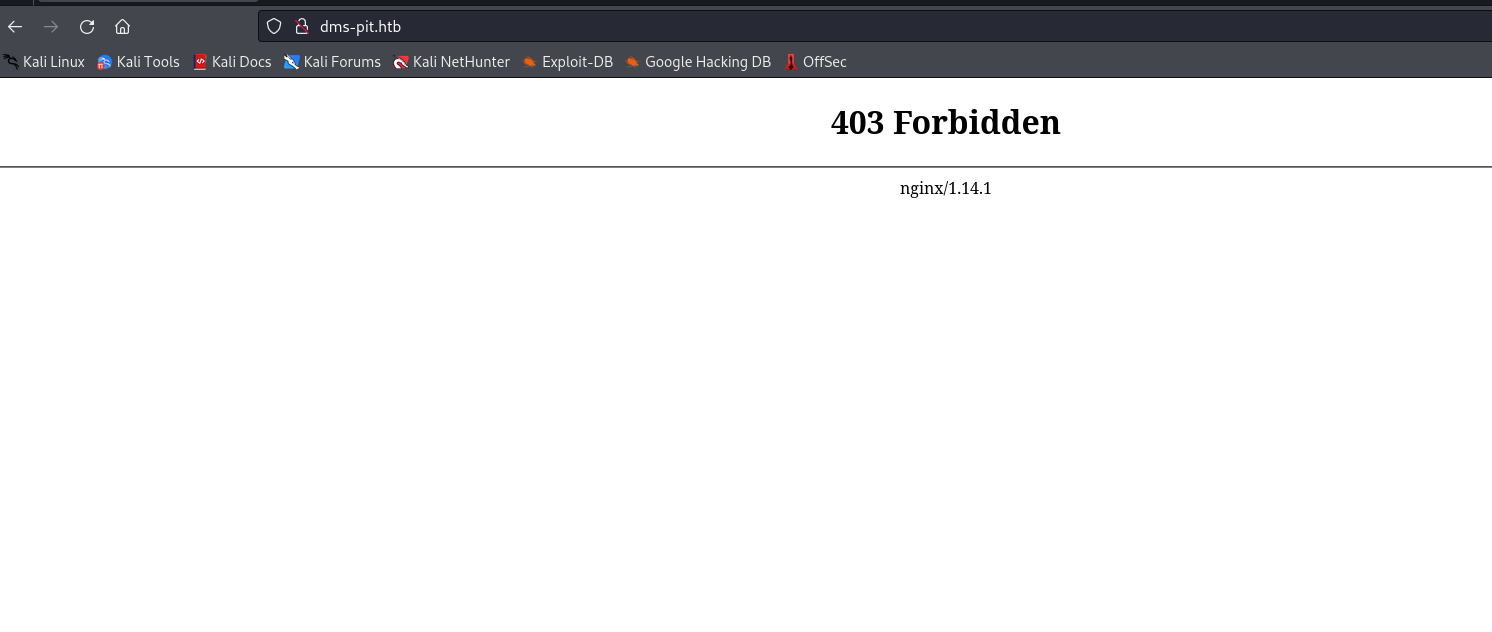 dms-pit.htb
Kali Linux Kali Tools Kali Docs Kali Forums Kali NetHunter Exploit-DB Google Hacking DB OffSec
403 Forbidden
nginx/1.14.1